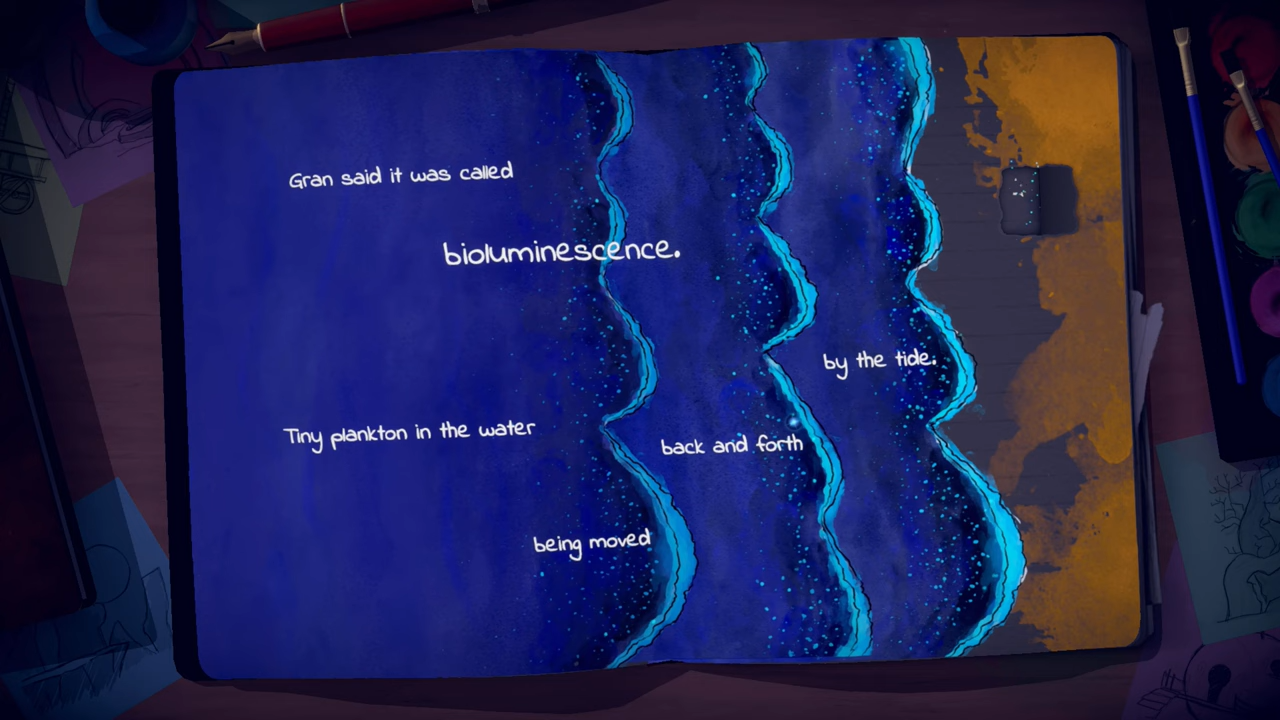 Gran said it was called
bioluminescence.
Tiny plankton in the water
being moved
back and forth
by the tide.